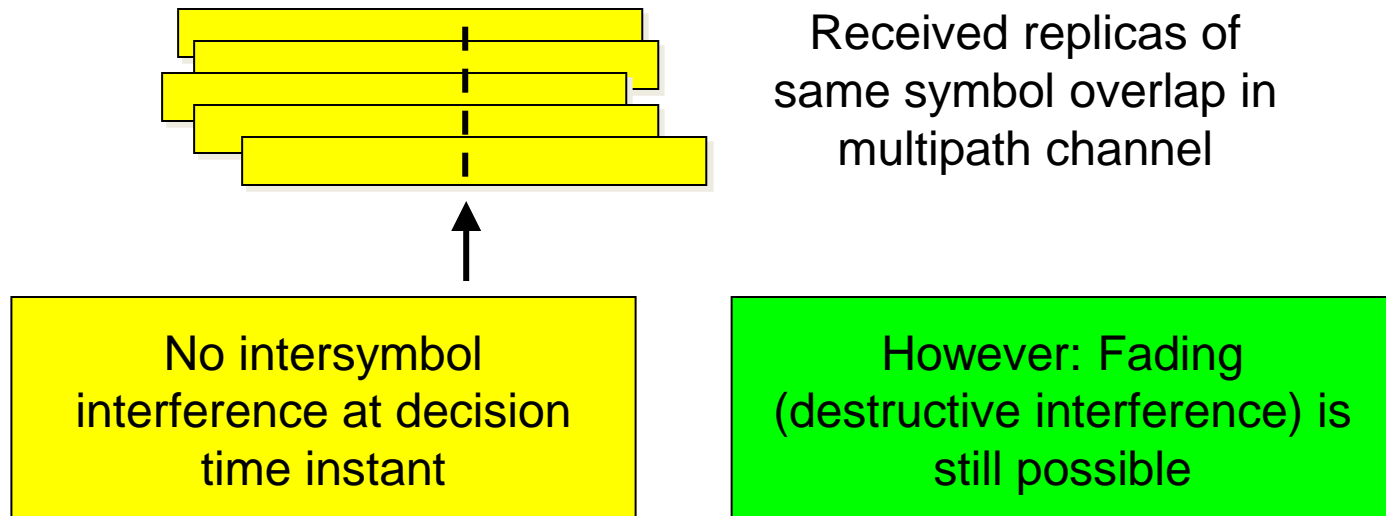 Received replicas of
same symbol overlap in
multipath channel
No intersymbol
interference at decision
time instant
However: Fading
(destructive interference) is
still possible